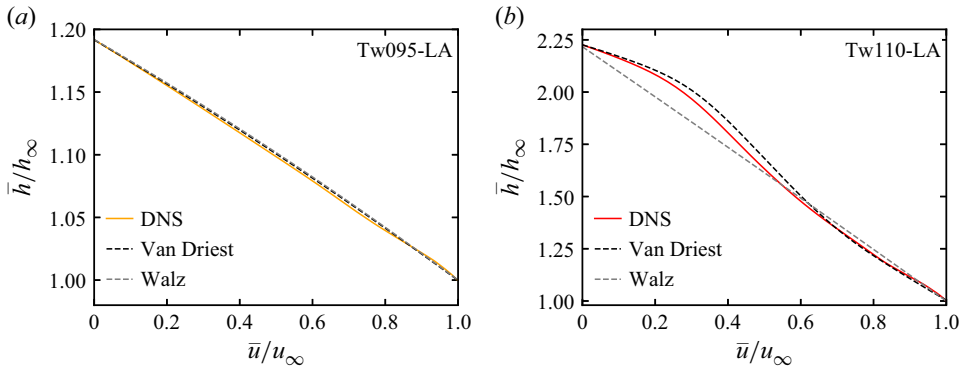 (a)
1.20
Tw095-LA
1.15
h̅/h∞
1.10
1.05
DNS
Van Driest
Walz
1.00
0 0.2 0.4 0.6 0.8 1.0
u̅/u∞
(b)
2.25
Tw110-LA
2.00
h̅/h∞
1.75
1.50
1.25
DNS
Van Driest
Walz
1.00
0 0.2 0.4 0.6 0.8 1.0
u̅/u∞